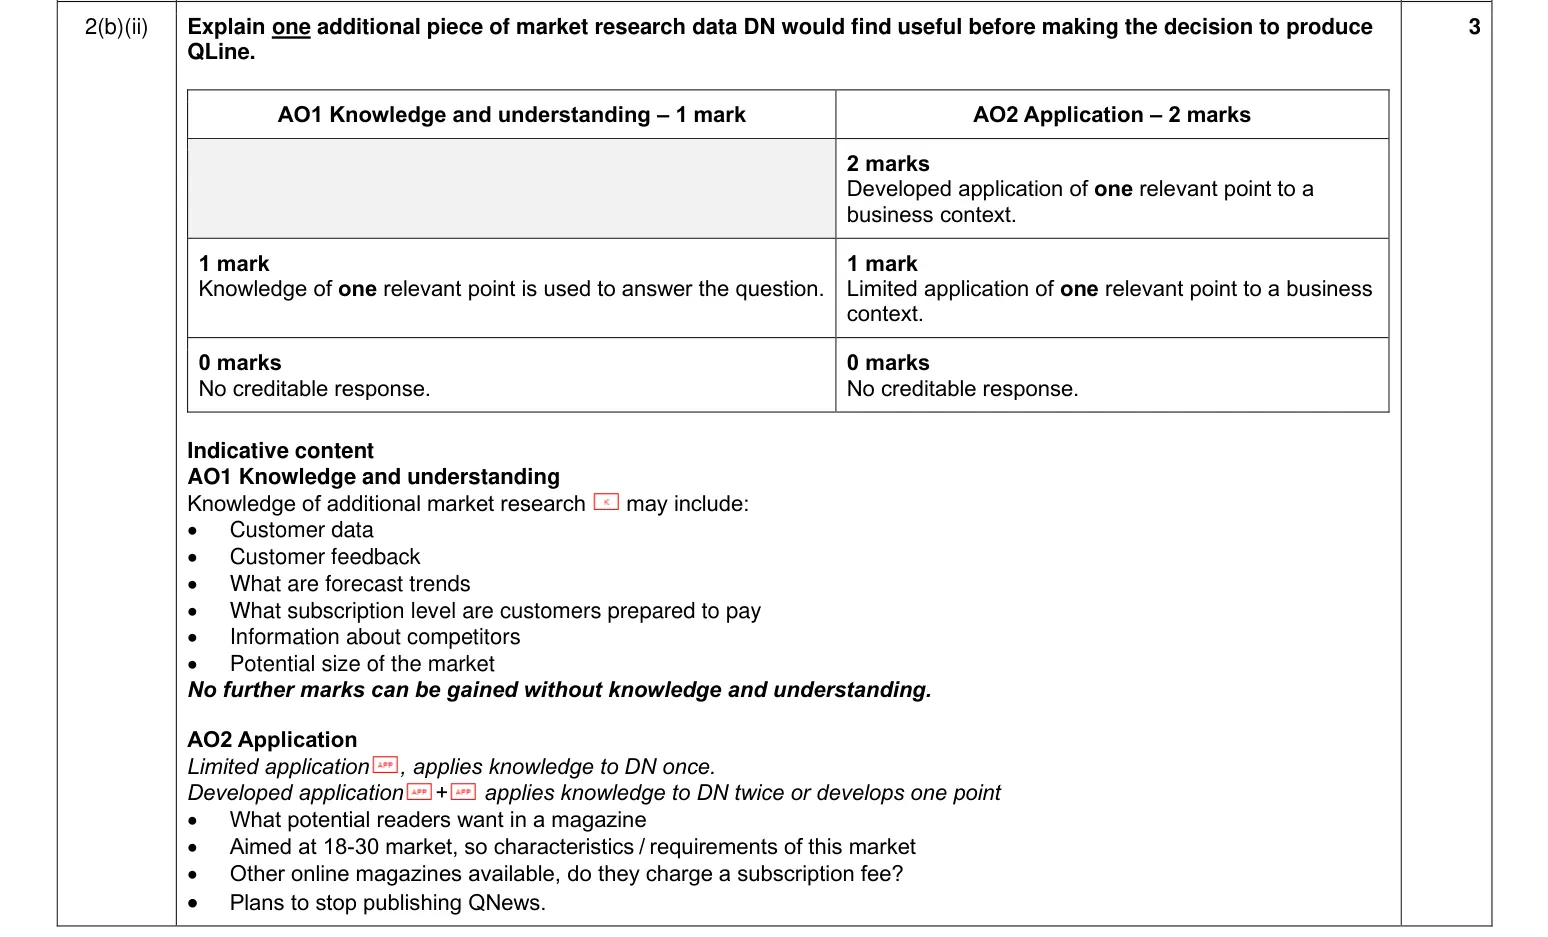 2(b)(ii)
Explain one additional piece of market research data DN would find useful before making the decision to produce
QLine.
3
AO1 Knowledge and understanding – 1 mark
AO2 Application – 2 marks
2 marks
Developed application of one relevant point to a
business context.
1 mark
Knowledge of one relevant point is used to answer the question.
1 mark
Limited application of one relevant point to a business
context.
0 marks
No creditable response.
0 marks
No creditable response.
Indicative content
AO1 Knowledge and understanding
Knowledge of additional market research K may include:
• Customer data
• Customer feedback
• What are forecast trends
• What subscription level are customers prepared to pay
• Information about competitors
• Potential size of the market
No further marks can be gained without knowledge and understanding.
AO2 Application
Limited application APP, applies knowledge to DN once.
Developed application APP + APP applies knowledge to DN twice or develops one point
• What potential readers want in a magazine
• Aimed at 18-30 market, so characteristics / requirements of this market
• Other online magazines available, do they charge a subscription fee?
• Plans to stop publishing QNews.